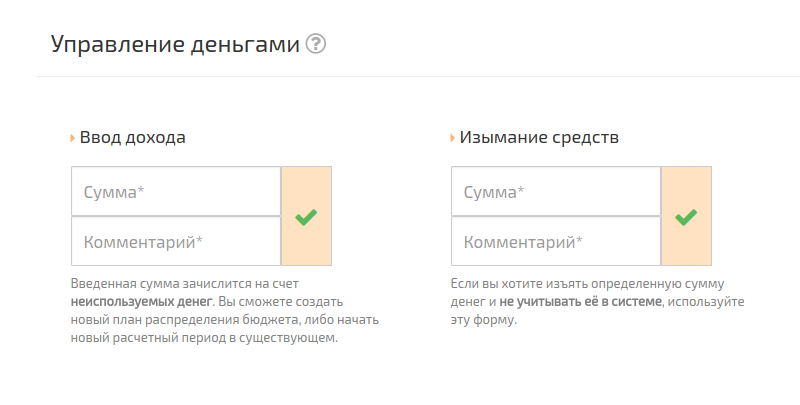 Управление деньгами ?
Ввод дохода
Сумма*
Комментарий*
Введенная сумма зачислится на счет
неиспользуемых денег. Вы сможете создать
новый план распределения бюджета, либо начать
новый расчетный период в существующем.
Изымание средств
Сумма*
Комментарий*
Если вы хотите изъять определенную сумму
денег и не учитывать её в системе, используйте
эту форму.